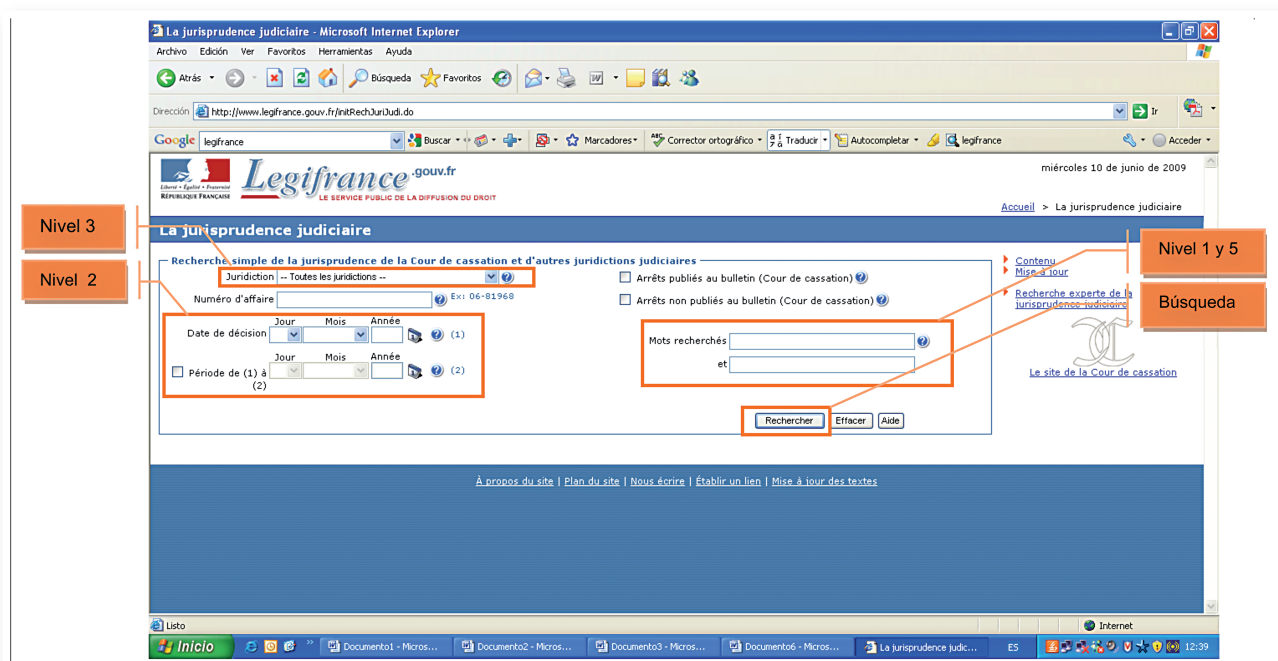 La jurisprudence judiciaire - Microsoft Internet Explorer
Archivo Edición Ver Favoritos Herramientas Ayuda
Atrás Búsqueda Favoritos
Dirección http://www.legifrance.gouv.fr/initRechJuriJudi.do Ir
Google legifrance Buscar Marcadores Corrector ortográfico Traducir Autocompletar legifrance Acceder
Liberté • Égalité • Fraternité
RÉPUBLIQUE FRANÇAISE
Legifrance .gouv.fr
LE SERVICE PUBLIC DE LA DIFFUSION DU DROIT
miércoles 10 de junio de 2009
Accueil > La jurisprudence judiciaire
Nivel 3
La jurisprudence judiciaire
Nivel 1 y 5
Nivel 2
Búsqueda
Recherche simple de la jurisprudence de la Cour de cassation et d'autres juridictions judiciaires
Juridiction -- Toutes les juridictions --
Numéro d'affaire Ex: 06-81968
Jour Mois Année
Date de décision (1)
Jour Mois Année
Période de (1) à (2)
(2)
Arrêts publiés au bulletin (Cour de cassation)
Arrêts non publiés au bulletin (Cour de cassation)
Mots recherchés
et
Rechercher Effacer Aide
Contenu
Mise à jour
Recherche experte de la
jurisprudence judiciaire
Le site de la Cour de cassation
À propos du site | Plan du site | Nous écrire | Établir un lien | Mise à jour des textes
Listo Internet
Inicio Documento1 - Micros... Documento2 - Micros... Documento3 - Micros... Documento6 - Micros... La jurisprudence judic... ES 12:39